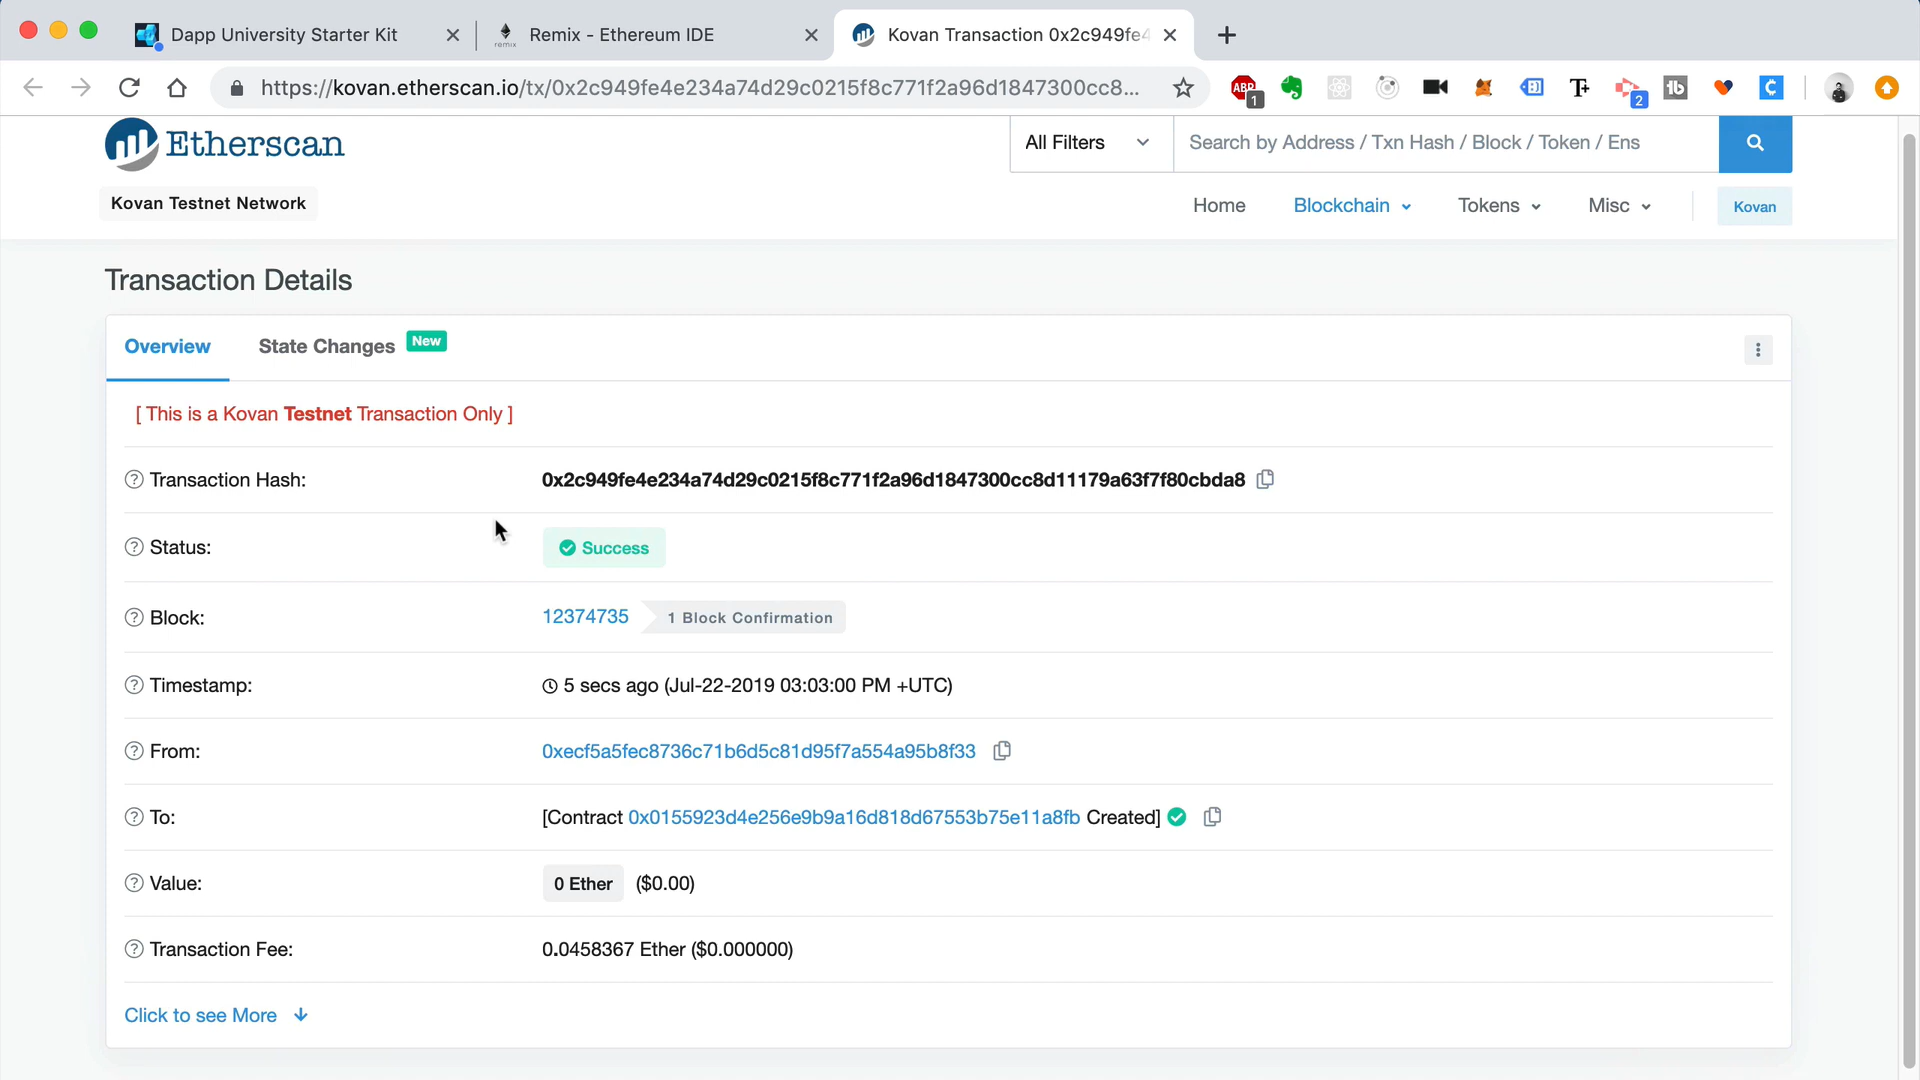 Dapp University Starter Kit
Remix - Ethereum IDE
Kovan Transaction 0x2c949fe4
https://kovan.etherscan.io/tx/0x2c949fe4e234a74d29c0215f8c771f2a96d1847300cc8...
ABP
1
T+
2
Etherscan
All Filters
Search by Address / Txn Hash / Block / Token / Ens
Kovan Testnet Network
Home
Blockchain
Tokens
Misc
Kovan
Transaction Details
Overview
State Changes
New
[ This is a Kovan Testnet Transaction Only ]
Transaction Hash:
0x2c949fe4e234a74d29c0215f8c771f2a96d1847300cc8d11179a63f7f80cbda8
Status:
Success
Block:
12374735
1 Block Confirmation
Timestamp:
5 secs ago (Jul-22-2019 03:03:00 PM +UTC)
From:
0xecf5a5fec8736c71b6d5c81d95f7a554a95b8f33
To:
[Contract 0x0155923d4e256e9b9a16d818d67553b75e11a8fb Created]
Value:
0 Ether ($0.00)
Transaction Fee:
0.0458367 Ether ($0.000000)
Click to see More